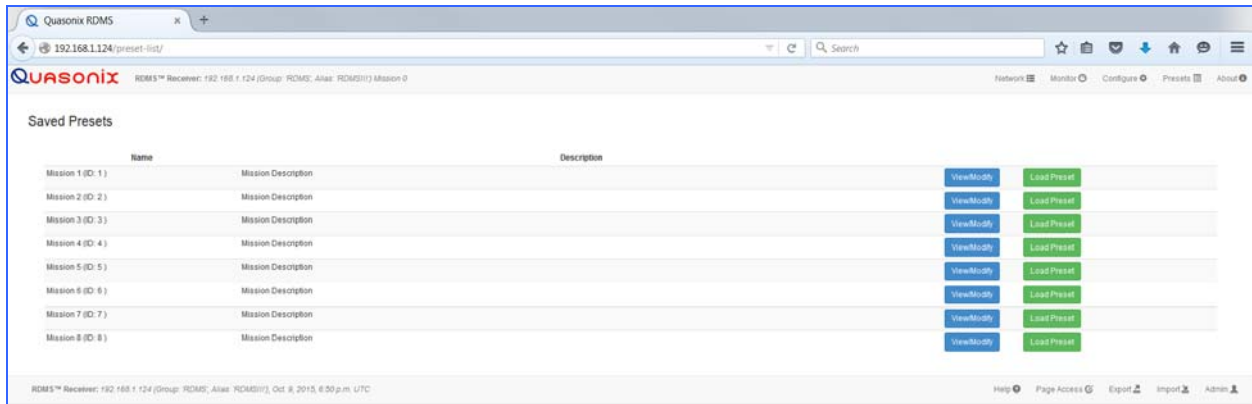 Quasonix RDMS × +
192.168.1.124/preset-list/ Search
QUASONIX RDMS™ Receiver: 192.168.1.124 (Group: 'RDMS', Alias: 'RDMS!!!') Mission 0 Network Monitor Configure Presets About
Saved Presets
Name Description
Mission 1 (ID: 1 ) Mission Description View/Modify Load Preset
Mission 2 (ID: 2 ) Mission Description View/Modify Load Preset
Mission 3 (ID: 3 ) Mission Description View/Modify Load Preset
Mission 4 (ID: 4 ) Mission Description View/Modify Load Preset
Mission 5 (ID: 5 ) Mission Description View/Modify Load Preset
Mission 6 (ID: 6 ) Mission Description View/Modify Load Preset
Mission 7 (ID: 7 ) Mission Description View/Modify Load Preset
Mission 8 (ID: 8 ) Mission Description View/Modify Load Preset
RDMS™ Receiver: 192.168.1.124 (Group: 'RDMS', Alias: 'RDMS!!!'), Oct. 9, 2015, 6:50 p.m. UTC Help Page Access Export Import Admin